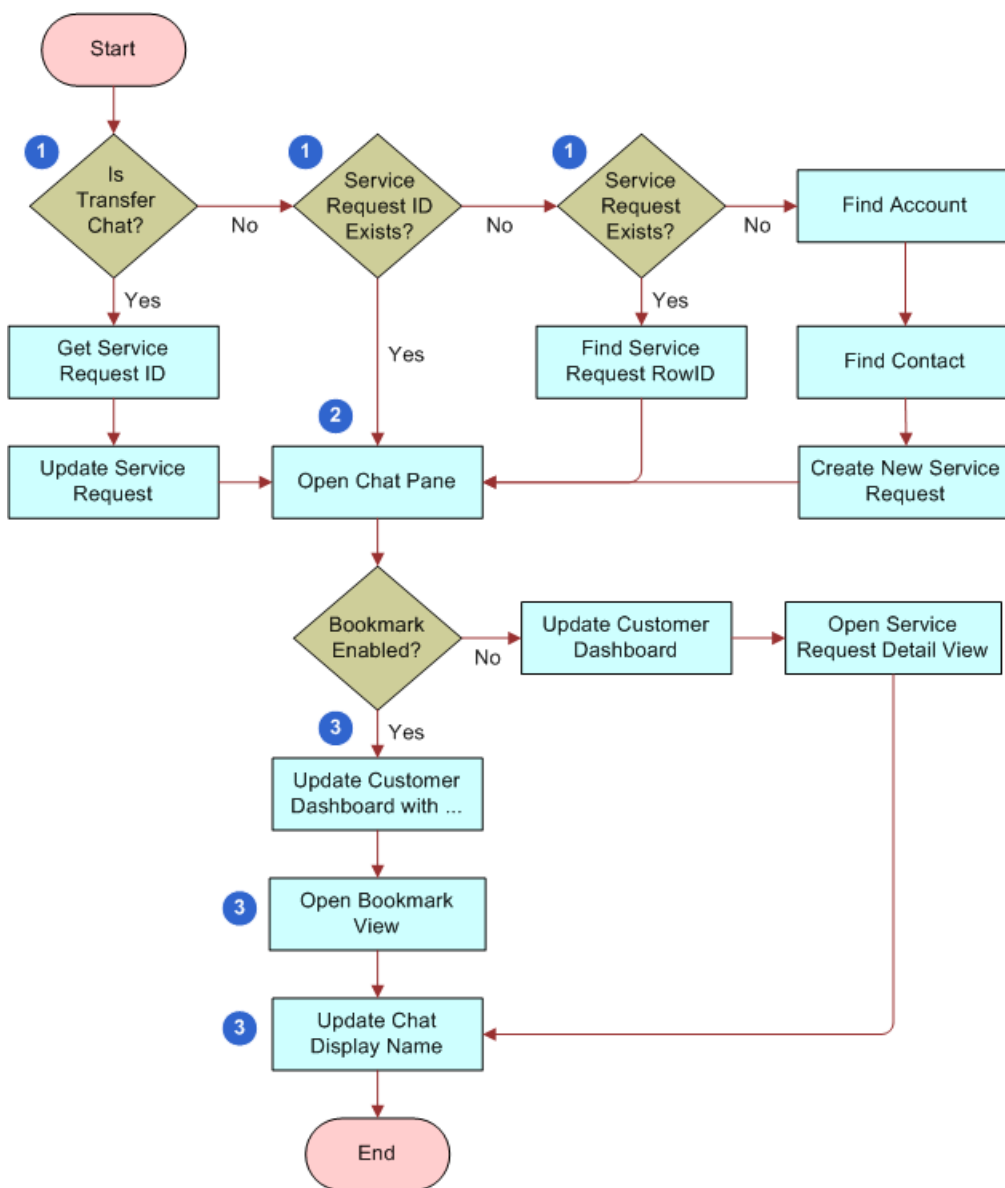 Start
1
Is
Transfer
Chat?
No
1
Service
Request ID
Exists?
No
1
Service
Request
Exists?
No
Find Account
Yes
Get Service
Request ID
Yes
Yes
Find Service
Request RowID
Find Contact
2
Update Service
Request
Open Chat Pane
Create New Service
Request
Bookmark
Enabled?
No
Update Customer
Dashboard
Open Service
Request Detail View
3
Yes
Update Customer
Dashboard with ...
3
Open Bookmark
View
3
Update Chat
Display Name
End